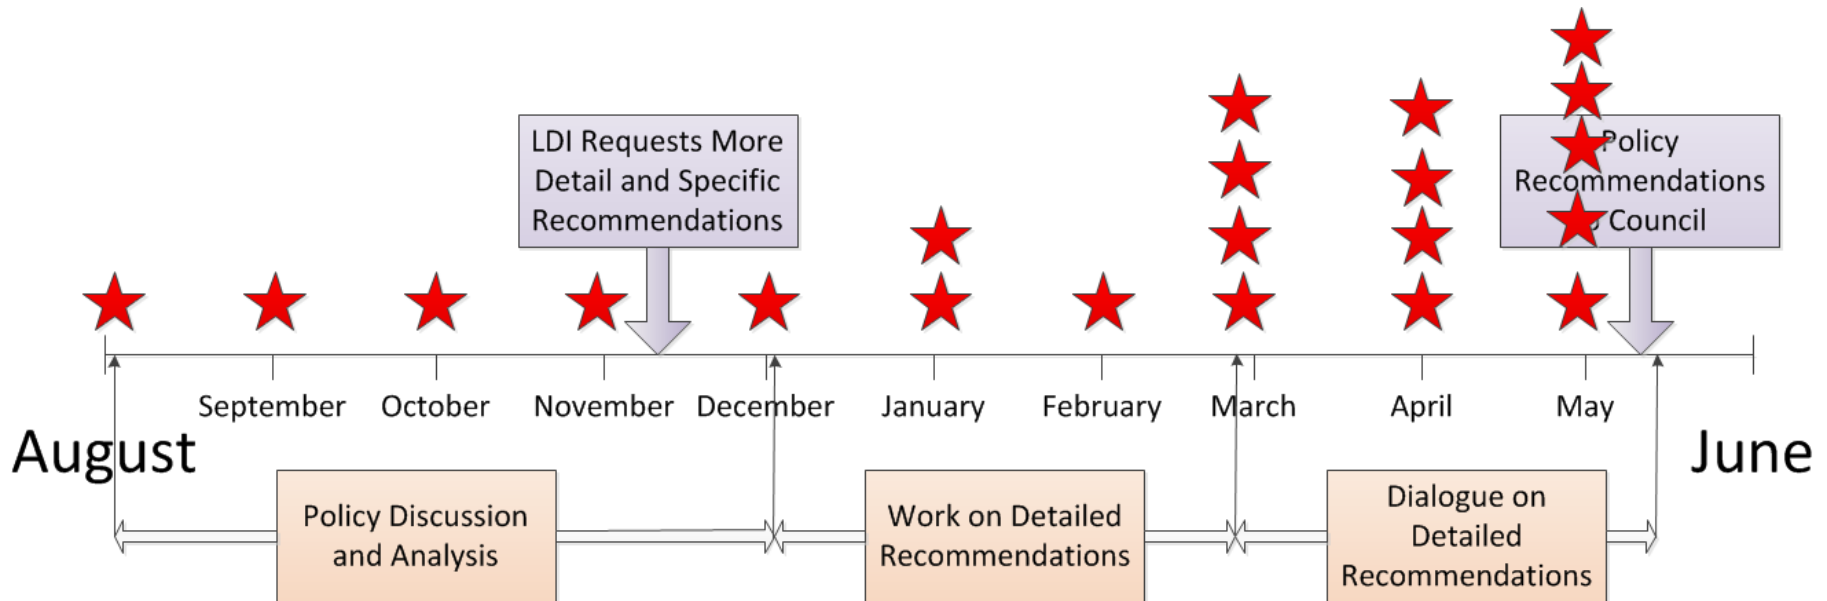 LDI Requests More
Detail and Specific
Recommendations
Policy
Recommendations
Council
September
October
November
December
January
February
March
April
May
August
June
Policy Discussion
and Analysis
Work on Detailed
Recommendations
Dialogue on
Detailed
Recommendations